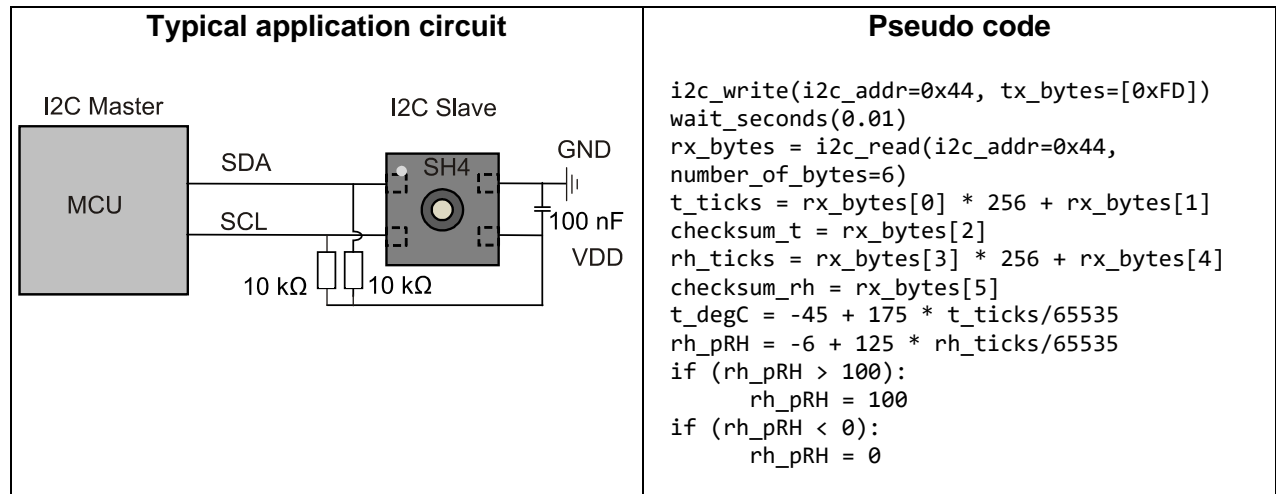 Typical application circuit
I2C Master
I2C Slave
MCU
SDA
SCL
SH4
GND
100 nF
VDD
10 kΩ
10 kΩ
Pseudo code
i2c_write(i2c_addr=0x44, tx_bytes=[0xFD])
wait_seconds(0.01)
rx_bytes = i2c_read(i2c_addr=0x44,
number_of_bytes=6)
t_ticks = rx_bytes[0] * 256 + rx_bytes[1]
checksum_t = rx_bytes[2]
rh_ticks = rx_bytes[3] * 256 + rx_bytes[4]
checksum_rh = rx_bytes[5]
t_degC = -45 + 175 * t_ticks/65535
rh_pRH = -6 + 125 * rh_ticks/65535
if (rh_pRH > 100):
      rh_pRH = 100
if (rh_pRH < 0):
      rh_pRH = 0